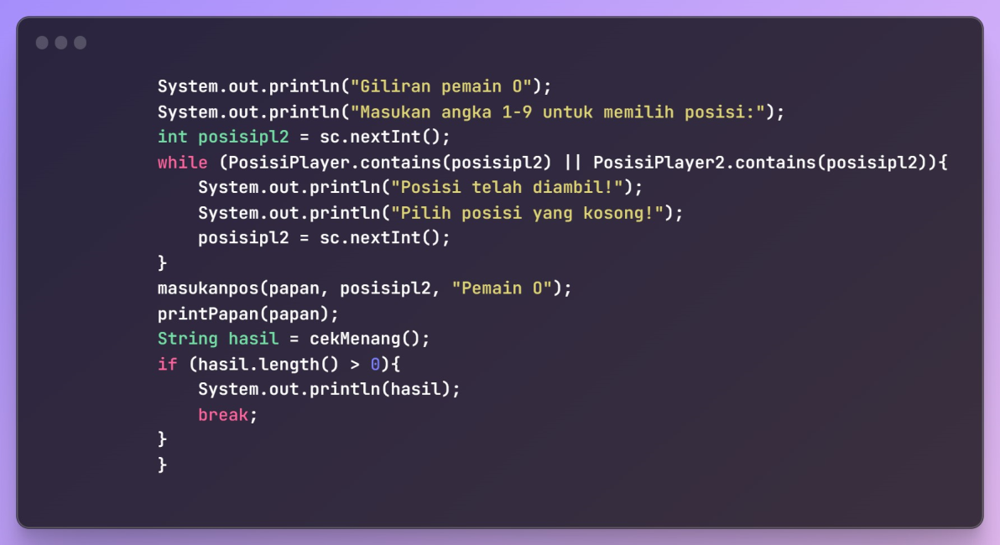 System.out.println("Giliran pemain O");
System.out.println("Masukan angka 1-9 untuk memilih posisi:");
int posisipl2 = sc.nextInt();
while (PosisiPlayer.contains(posisipl2) || PosisiPlayer2.contains(posisipl2)){
    System.out.println("Posisi telah diambil!");
    System.out.println("Pilih posisi yang kosong!");
    posisipl2 = sc.nextInt();
}
masukanpos(papan, posisipl2, "Pemain O");
printPapan(papan);
String hasil = cekMenang();
if (hasil.length() > 0){
    System.out.println(hasil);
    break;
}
}